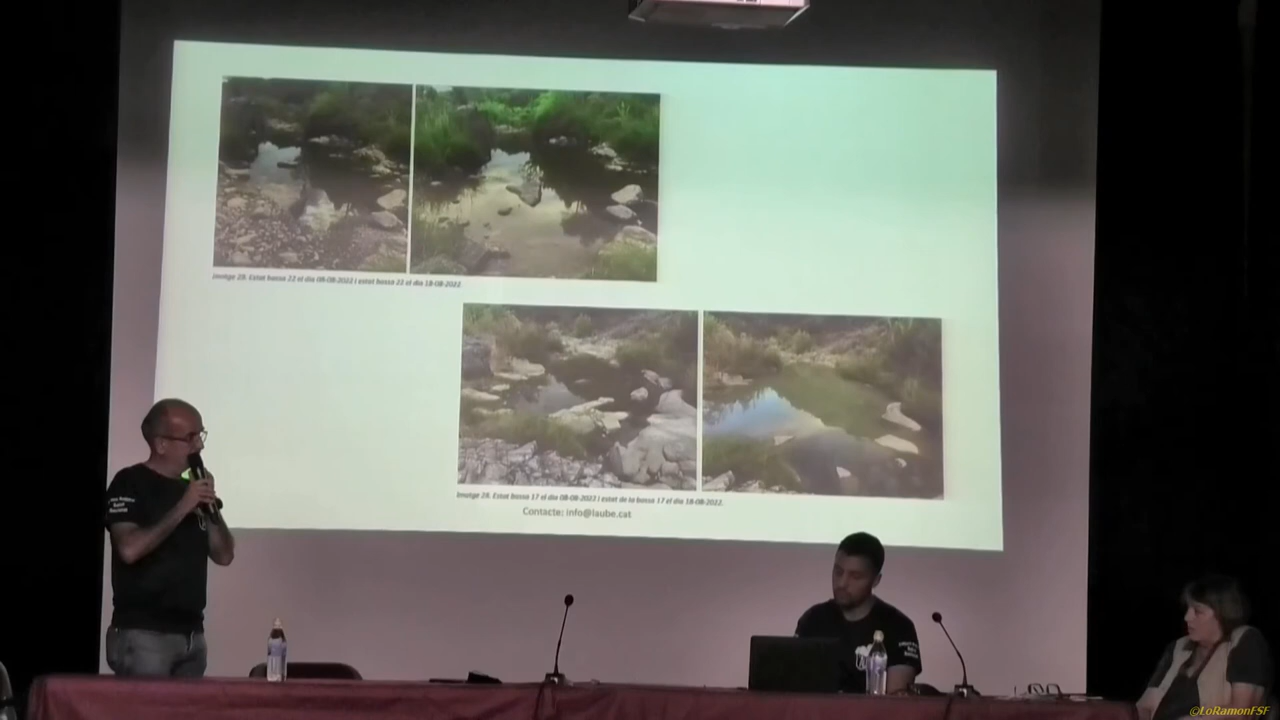 Imatge 29. Estat bassa 22 el dia 08-08-2022 i estat bassa 22 el dia 18-08-2022
Imatge 28. Estat bassa 17 el dia 08-08-2022 i estat de la bassa 17 el dia 18-08-2022.
Contacte: info@laube.cat
©LoRamonFSF